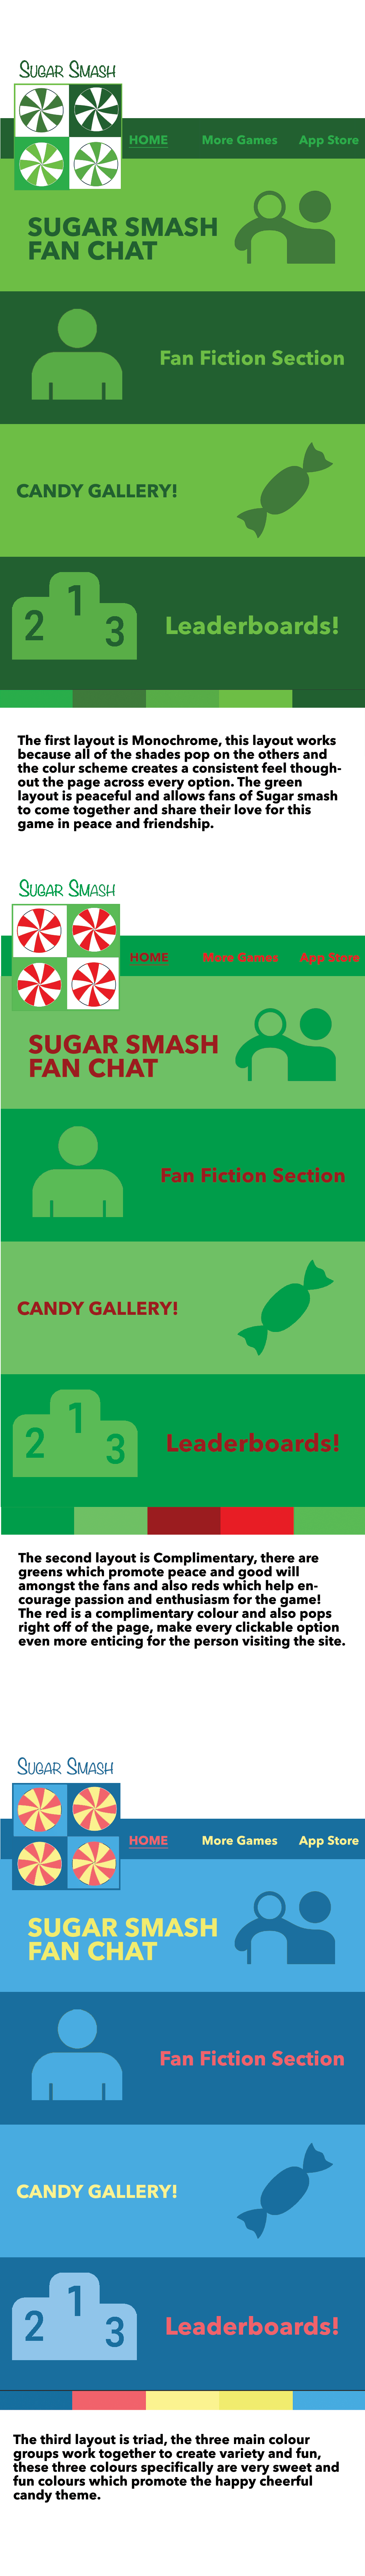 SUGAR SMASH
HOME More Games App Store
SUGAR SMASH
FAN CHAT
Fan Fiction Section
CANDY GALLERY!
1
2
3
Leaderboards!
The first layout is Monochrome, this layout works
because all of the shades pop on the others and
the colur scheme creates a consistent feel though-
out the page across every option. The green
layout is peaceful and allows fans of Sugar smash
to come together and share their love for this
game in peace and friendship.
SUGAR SMASH
HOME More Games App Store
SUGAR SMASH
FAN CHAT
Fan Fiction Section
CANDY GALLERY!
1
2
3
Leaderboards!
The second layout is Complimentary, there are
greens which promote peace and good will
amongst the fans and also reds which help en-
courage passion and enthusiasm for the game!
The red is a complimentary colour and also pops
right off of the page, make every clickable option
even more enticing for the person visiting the site.
SUGAR SMASH
HOME More Games App Store
SUGAR SMASH
FAN CHAT
Fan Fiction Section
CANDY GALLERY!
1
2
3
Leaderboards!
The third layout is triad, the three main colour
groups work together to create variety and fun,
these three colours specifically are very sweet and
fun colours which promote the happy cheerful
candy theme.